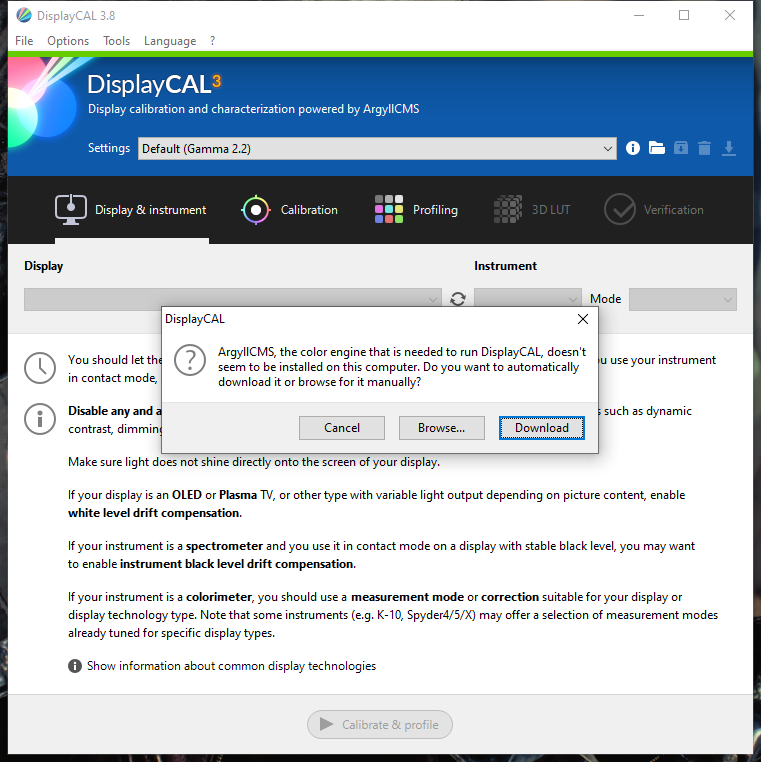 DisplayCAL 3.8
File Options Tools Language ?
DisplayCAL3
Display calibration and characterization powered by ArgyllCMS
Settings Default (Gamma 2.2)
Display & instrument Calibration Profiling 3D LUT Verification
Display Instrument
Mode
DisplayCAL
ArgyllCMS, the color engine that is needed to run DisplayCAL, doesn't
seem to be installed on this computer. Do you want to automatically
download it or browse for it manually?
Cancel Browse... Download
You should let the u use your instrument
in contact mode,
Disable any and a s such as dynamic
contrast, dimming
Make sure light does not shine directly onto the screen of your display.
If your display is an OLED or Plasma TV, or other type with variable light output depending on picture content, enable
white level drift compensation.
If your instrument is a spectrometer and you use it in contact mode on a display with stable black level, you may want
to enable instrument black level drift compensation.
If your instrument is a colorimeter, you should use a measurement mode or correction suitable for your display or
display technology type. Note that some instruments (e.g. K-10, Spyder4/5/X) may offer a selection of measurement modes
already tuned for specific display types.
Show information about common display technologies
Calibrate & profile